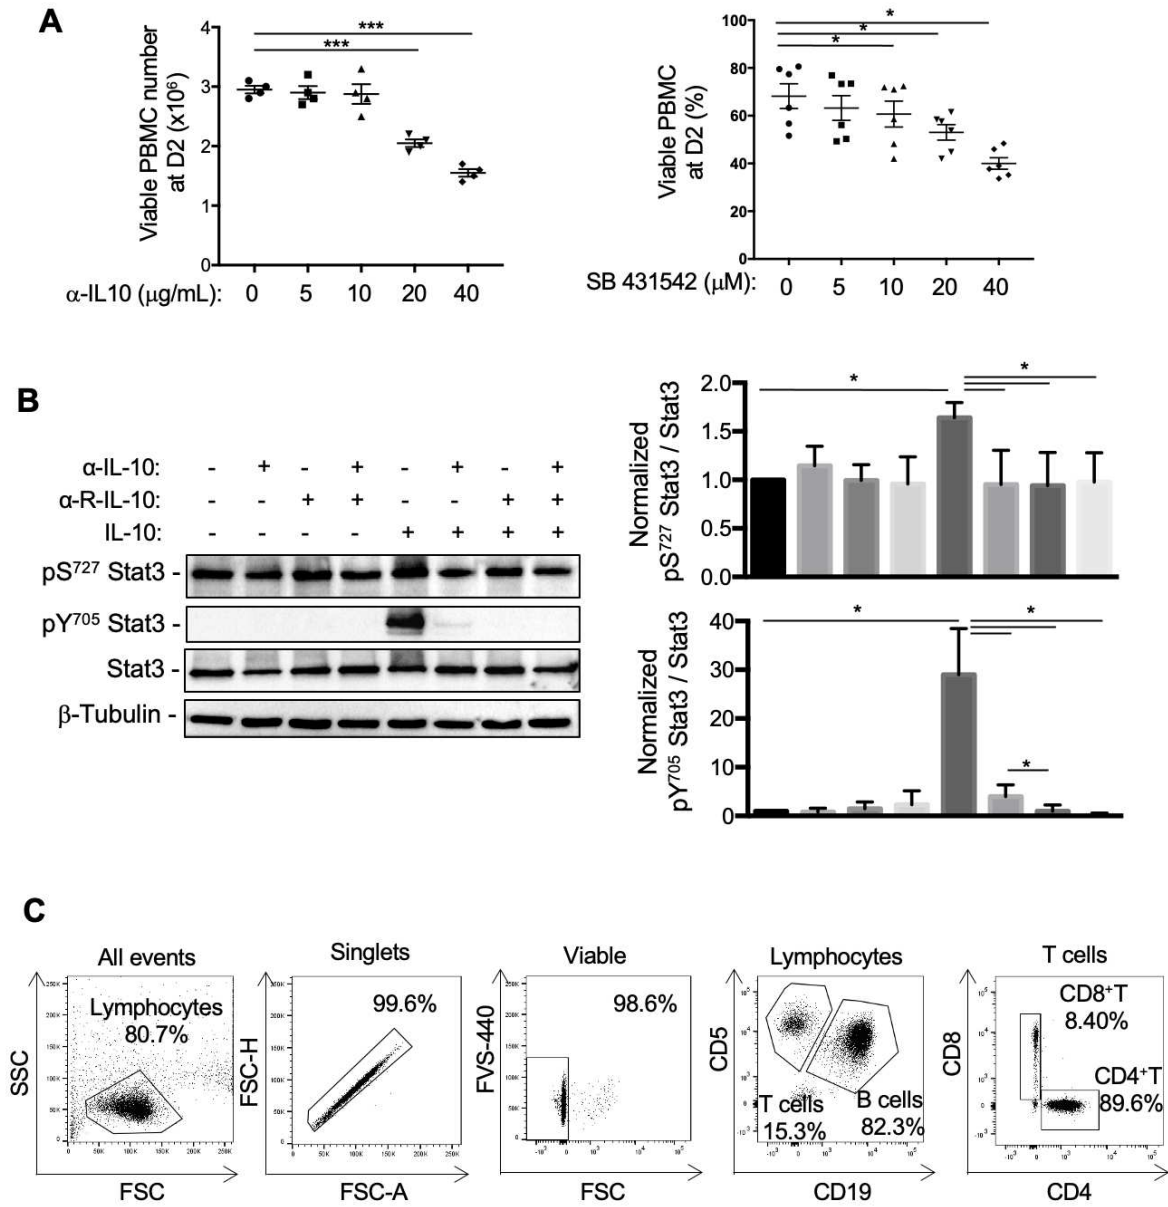 A
***
***
4
3
2
1
0
Viable PBMC number
at D2 (x10⁶)
α-IL10 (μg/mL): 0 5 10 20 40
*
*
*
100
80
60
40
20
0
Viable PBMC
at D2 (%)
SB 431542 (μM): 0 5 10 20 40
B
α-IL-10: - + - + - + - +
α-R-IL-10: - - + + - - + +
IL-10: - - - - + + + +
pS⁷²⁷ Stat3 -
pY⁷⁰⁵ Stat3 -
Stat3 -
β-Tubulin -
Normalized
pS⁷²⁷ Stat3 / Stat3
2.0
1.5
1.0
0.5
0.0
*
*
Normalized
pY⁷⁰⁵ Stat3 / Stat3
40
30
20
10
0
*
*
*
C
All events
Lymphocytes
80.7%
SSC
FSC
Singlets
99.6%
FSC-H
FSC-A
Viable
98.6%
FVS-440
FSC
Lymphocytes
T cells
15.3%
B cells
82.3%
CD5
CD19
T cells
CD8⁺T
8.40%
CD4⁺T
89.6%
CD8
CD4